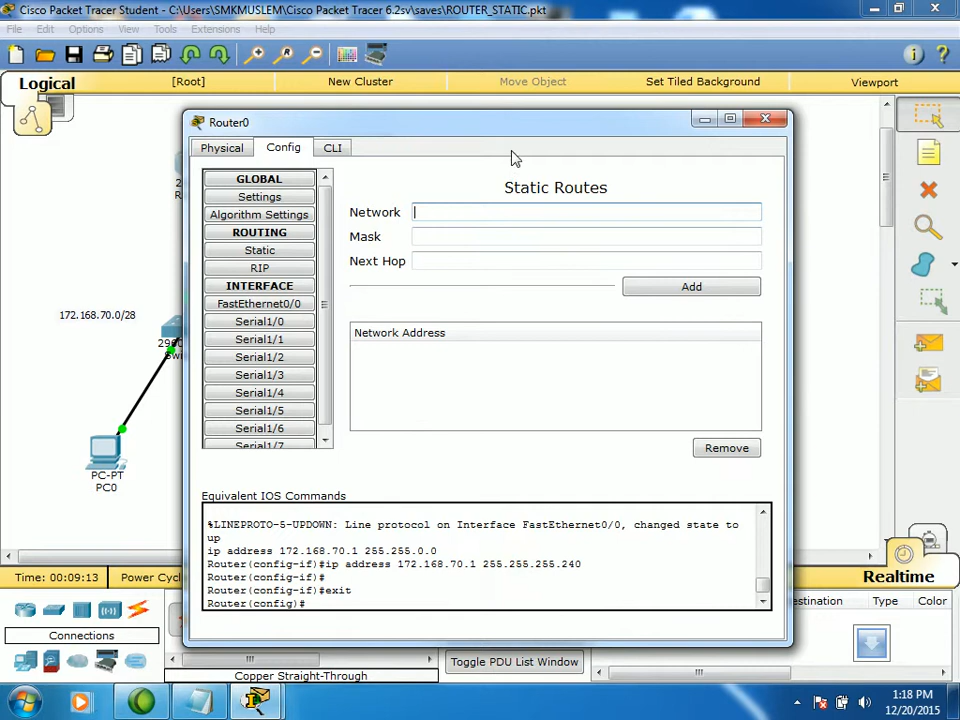 Cisco Packet Tracer Student - C:\Users\SMKMUSLEM\Cisco Packet Tracer 6.2sv\saves\ROUTER_STATIC.pkt
File Edit Options View Tools Extensions Help
Logical [Root] New Cluster Move Object Set Tiled Background Viewport
Router0
Physical Config CLI
GLOBAL
Settings
Algorithm Settings
ROUTING
Static
RIP
INTERFACE
FastEthernet0/0
Serial1/0
Serial1/1
Serial1/2
Serial1/3
Serial1/4
Serial1/5
Serial1/6
Serial1/7
Static Routes
Network
Mask
Next Hop
Add
Network Address
Remove
172.168.70.0/28
PC-PT
PC0
Equivalent IOS Commands
%LINEPROTO-5-UPDOWN: Line protocol on Interface FastEthernet0/0, changed state to
up
ip address 172.168.70.1 255.255.0.0
Router(config-if)#ip address 172.168.70.1 255.255.255.240
Router(config-if)#
Router(config-if)#exit
Router(config)#
Time: 00:09:13 Power Cycl
Realtime
Connections
Copper Straight-Through
Toggle PDU List Window
Type Color
1:18 PM
12/20/2015